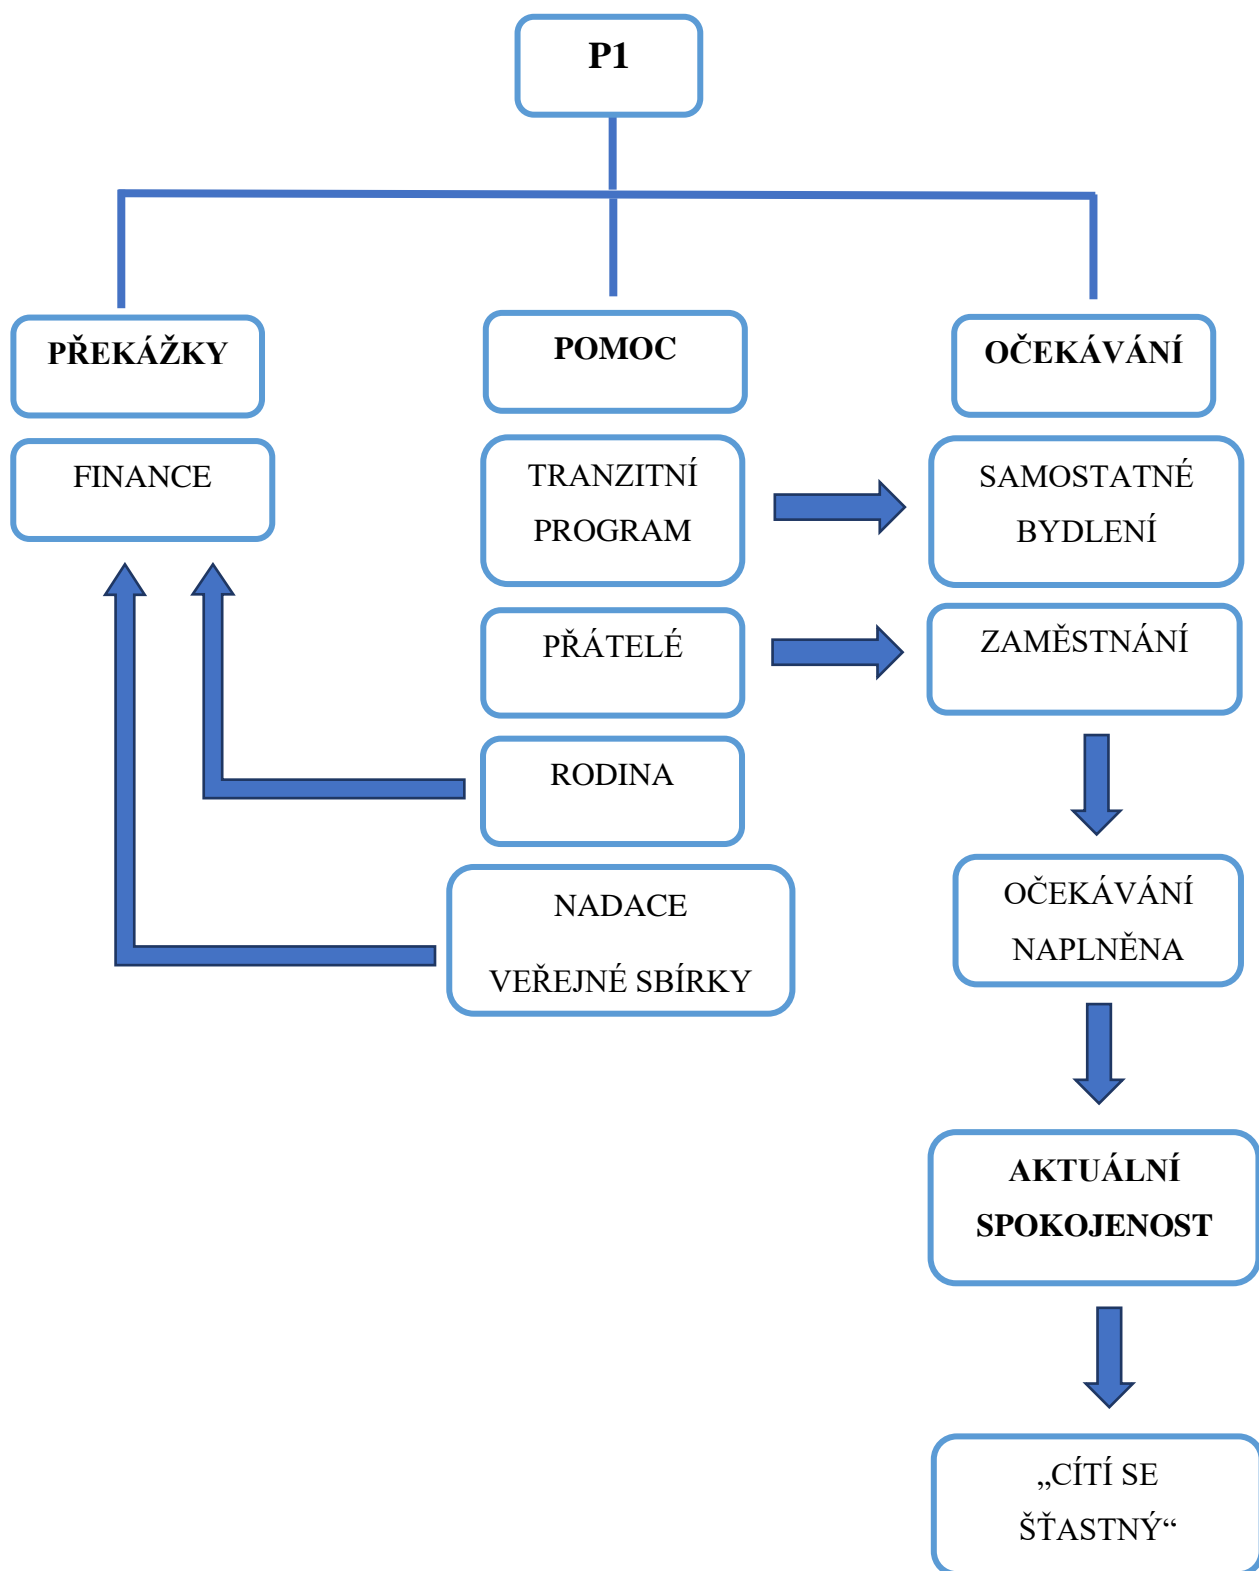 P1
PŘEKÁŽKY
POMOC
OČEKÁVÁNÍ
FINANCE
TRANZITNÍ
PROGRAM
SAMOSTATNÉ
BYDLENÍ
PŘÁTELÉ
ZAMĚSTNÁNÍ
RODINA
NADACE
VEŘEJNÉ SBÍRKY
OČEKÁVÁNÍ
NAPLNĚNA
AKTUÁLNÍ
SPOKOJENOST
„CÍTÍ SE
ŠŤASTNÝ“